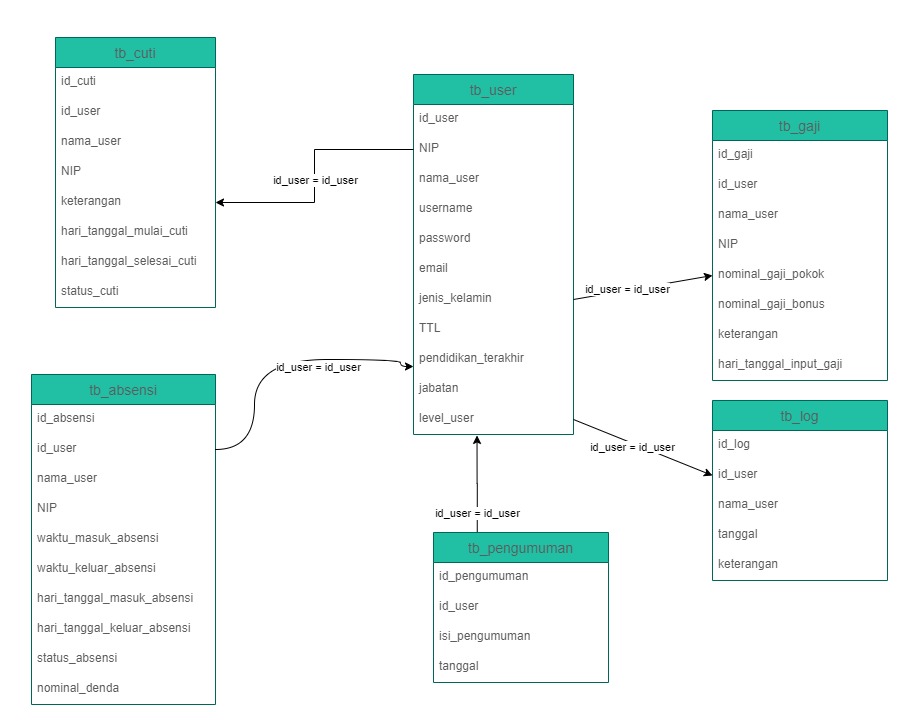 tb_cuti
id_cuti
id_user
nama_user
NIP
keterangan
hari_tanggal_mulai_cuti
hari_tanggal_selesai_cuti
status_cuti
id_user = id_user
tb_user
id_user
NIP
nama_user
username
password
email
jenis_kelamin
TTL
pendidikan_terakhir
jabatan
level_user
id_user = id_user
tb_gaji
id_gaji
id_user
nama_user
NIP
nominal_gaji_pokok
nominal_gaji_bonus
keterangan
hari_tanggal_input_gaji
tb_absensi
id_absensi
id_user
nama_user
NIP
waktu_masuk_absensi
waktu_keluar_absensi
hari_tanggal_masuk_absensi
hari_tanggal_keluar_absensi
status_absensi
nominal_denda
id_user = id_user
id_user = id_user
tb_log
id_log
id_user
nama_user
tanggal
keterangan
id_user = id_user
tb_pengumuman
id_pengumuman
id_user
isi_pengumuman
tanggal